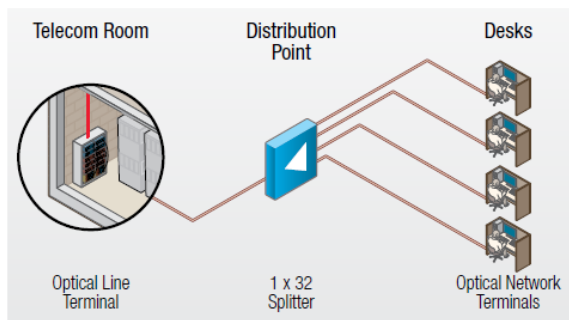 Telecom Room
Distribution
Point
Desks
Optical Line
Terminal
1 x 32
Splitter
Optical Network
Terminals